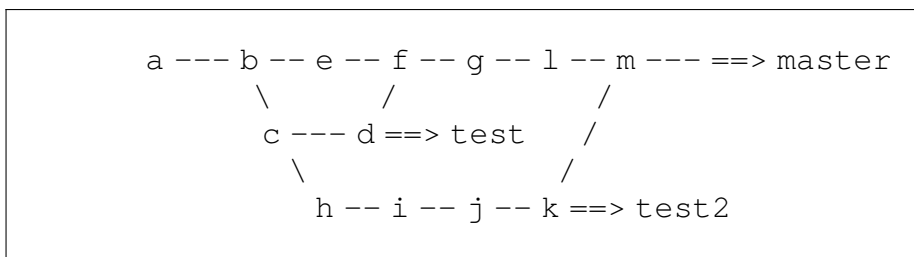 a --- b -- e -- f -- g -- l -- m --- ==> master
\ / /
c --- d ==> test /
\ /
h -- i -- j -- k ==> test2